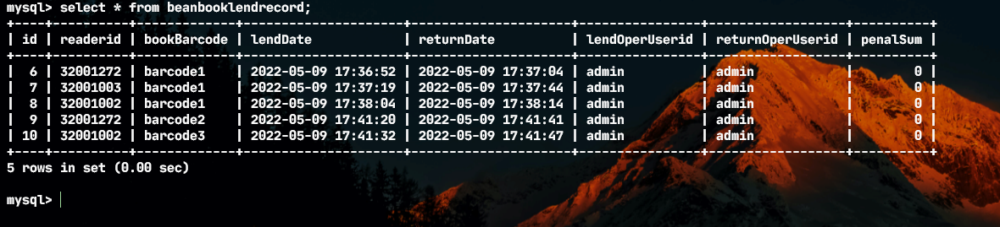 mysql> select * from beanbooklendrecord;
+----+----------+-------------+---------------------+---------------------+----------------+------------------+----------+
| id | readerid | bookBarcode | lendDate            | returnDate          | lendOperUserid | returnOperUserid | penalSum |
+----+----------+-------------+---------------------+---------------------+----------------+------------------+----------+
|  6 | 32001272 | barcode1    | 2022-05-09 17:36:52 | 2022-05-09 17:37:04 | admin          | admin            |        0 |
|  7 | 32001003 | barcode1    | 2022-05-09 17:37:19 | 2022-05-09 17:37:44 | admin          | admin            |        0 |
|  8 | 32001002 | barcode1    | 2022-05-09 17:38:04 | 2022-05-09 17:38:14 | admin          | admin            |        0 |
|  9 | 32001272 | barcode2    | 2022-05-09 17:41:20 | 2022-05-09 17:41:41 | admin          | admin            |        0 |
| 10 | 32001002 | barcode3    | 2022-05-09 17:41:32 | 2022-05-09 17:41:47 | admin          | admin            |        0 |
+----+----------+-------------+---------------------+---------------------+----------------+------------------+----------+
5 rows in set (0.00 sec)
mysql>